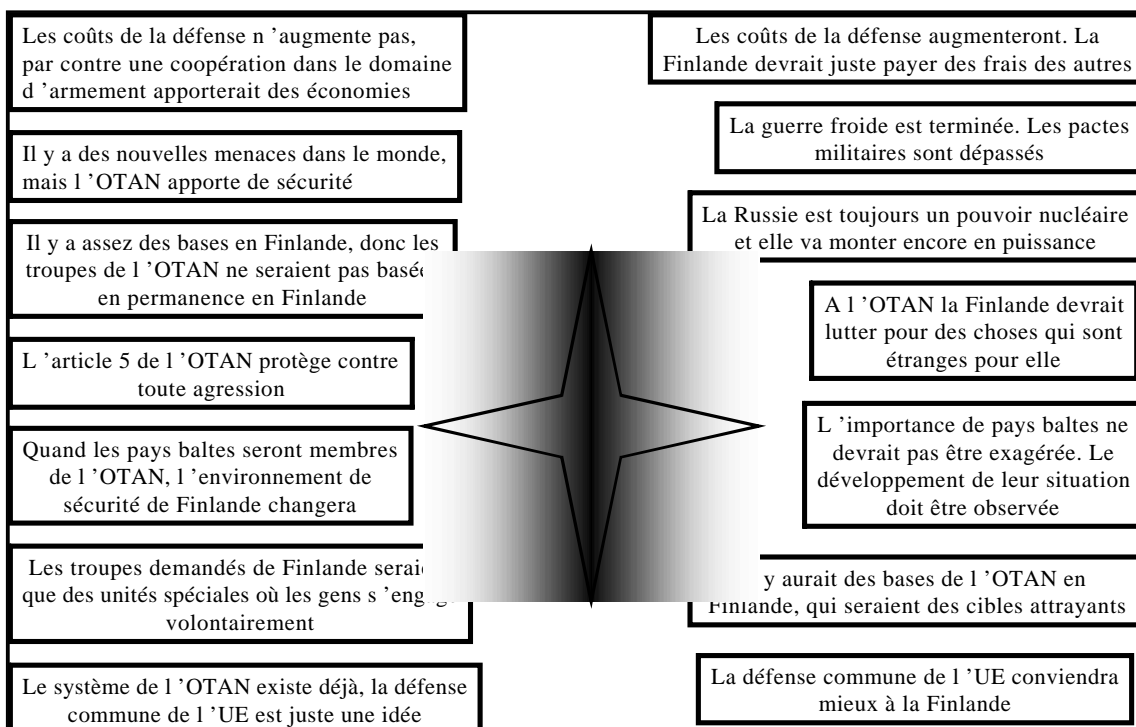 Les coûts de la défense n ’augmente pas,
par contre une coopération dans le domaine
d ’armement apporterait des économies
Il y a des nouvelles menaces dans le monde,
mais l ’OTAN apporte de sécurité
Il y a assez des bases en Finlande, donc les
troupes de l ’OTAN ne seraient pas
en permanence en Finlande
L ’article 5 de l ’OTAN protège contre
toute agression
Quand les pays baltes seront membres
de l ’OTAN, l ’environnement de
sécurité de Finlande changera
Les troupes demandés de Finlande
que des unités spéciales où les gens s
volontairement
Le système de l ’OTAN existe déjà, la défense
commune de l ’UE est juste une idée
Les coûts de la défense augmenteront. La
Finlande devrait juste payer des frais des autres
La guerre froide est terminée. Les pactes
militaires sont dépassés
La Russie est toujours un pouvoir nucléaire
et elle va monter encore en puissance
A l ’OTAN la Finlande devrait
lutter pour des choses qui sont
étranges pour elle
L ’importance de pays baltes ne
devrait pas être exagérée. Le
développement de leur situation
doit être observée
y aurait des bases de l ’OTAN en
Finlande, qui seraient des cibles attrayants
La défense commune de l ’UE conviendra
mieux à la Finlande